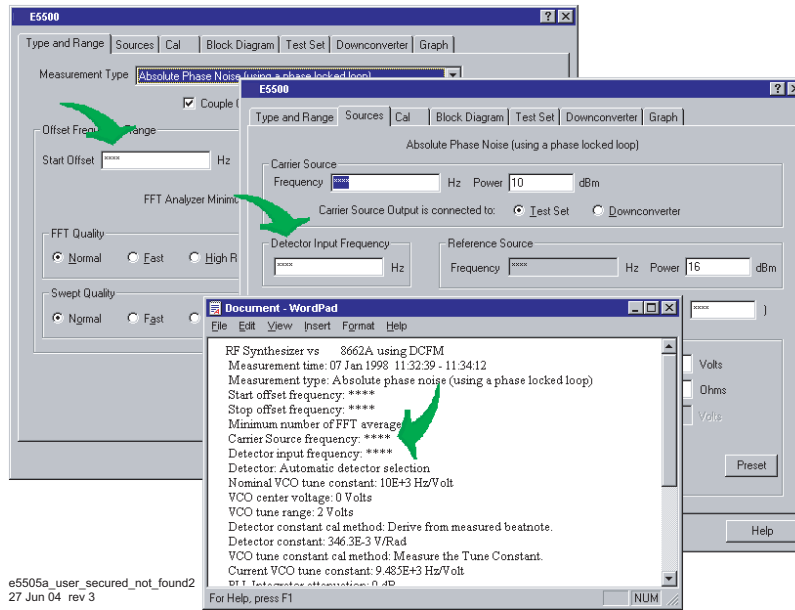 E5500
Type and Range Sources Cal Block Diagram Test Set Downconverter Graph
Measurement Type Absolute Phase Noise (using a phase locked loop)
Couple
Offset Frequency Range
Start Offset **** Hz
FFT Analyzer Minimu
FFT Quality
Normal Fast High R
Swept Quality
Normal Fast
E5500
Type and Range Sources Cal Block Diagram Test Set Downconverter Graph
Absolute Phase Noise (using a phase locked loop)
Carrier Source
Frequency **** Hz Power 10 dBm
Carrier Source Output is connected to: Test Set Downconverter
Detector Input Frequency
**** Hz
Reference Source
Frequency **** Hz Power 16 dBm
**** )
Volts
Ohms
Volts
Preset
Help
Document - WordPad
File Edit View Insert Format Help
RF Synthesizer vs 8662A using DCFM
Measurement time: 07 Jan 1998 11:32:39 - 11:34:12
Measurement type: Absolute phase noise (using a phase locked loop)
Start offset frequency: ****
Stop offset frequency: ****
Minimum number of FFT average
Carrier Source frequency: ****
Detector input frequency: ****
Detector: Automatic detector selection
Nominal VCO tune constant: 10E+3 Hz/Volt
VCO center voltage: 0 Volts
VCO tune range: 2 Volts
Detector constant cal method: Derive from measured beatnote.
Detector constant: 346.3E-3 V/Rad
VCO tune constant cal method: Measure the Tune Constant.
Current VCO tune constant: 9.485E+3 Hz/Volt
PLL Integrator attenuation: 0 dB
For Help, press F1 NUM
e5505a_user_secured_not_found2
27 Jun 04 rev 3